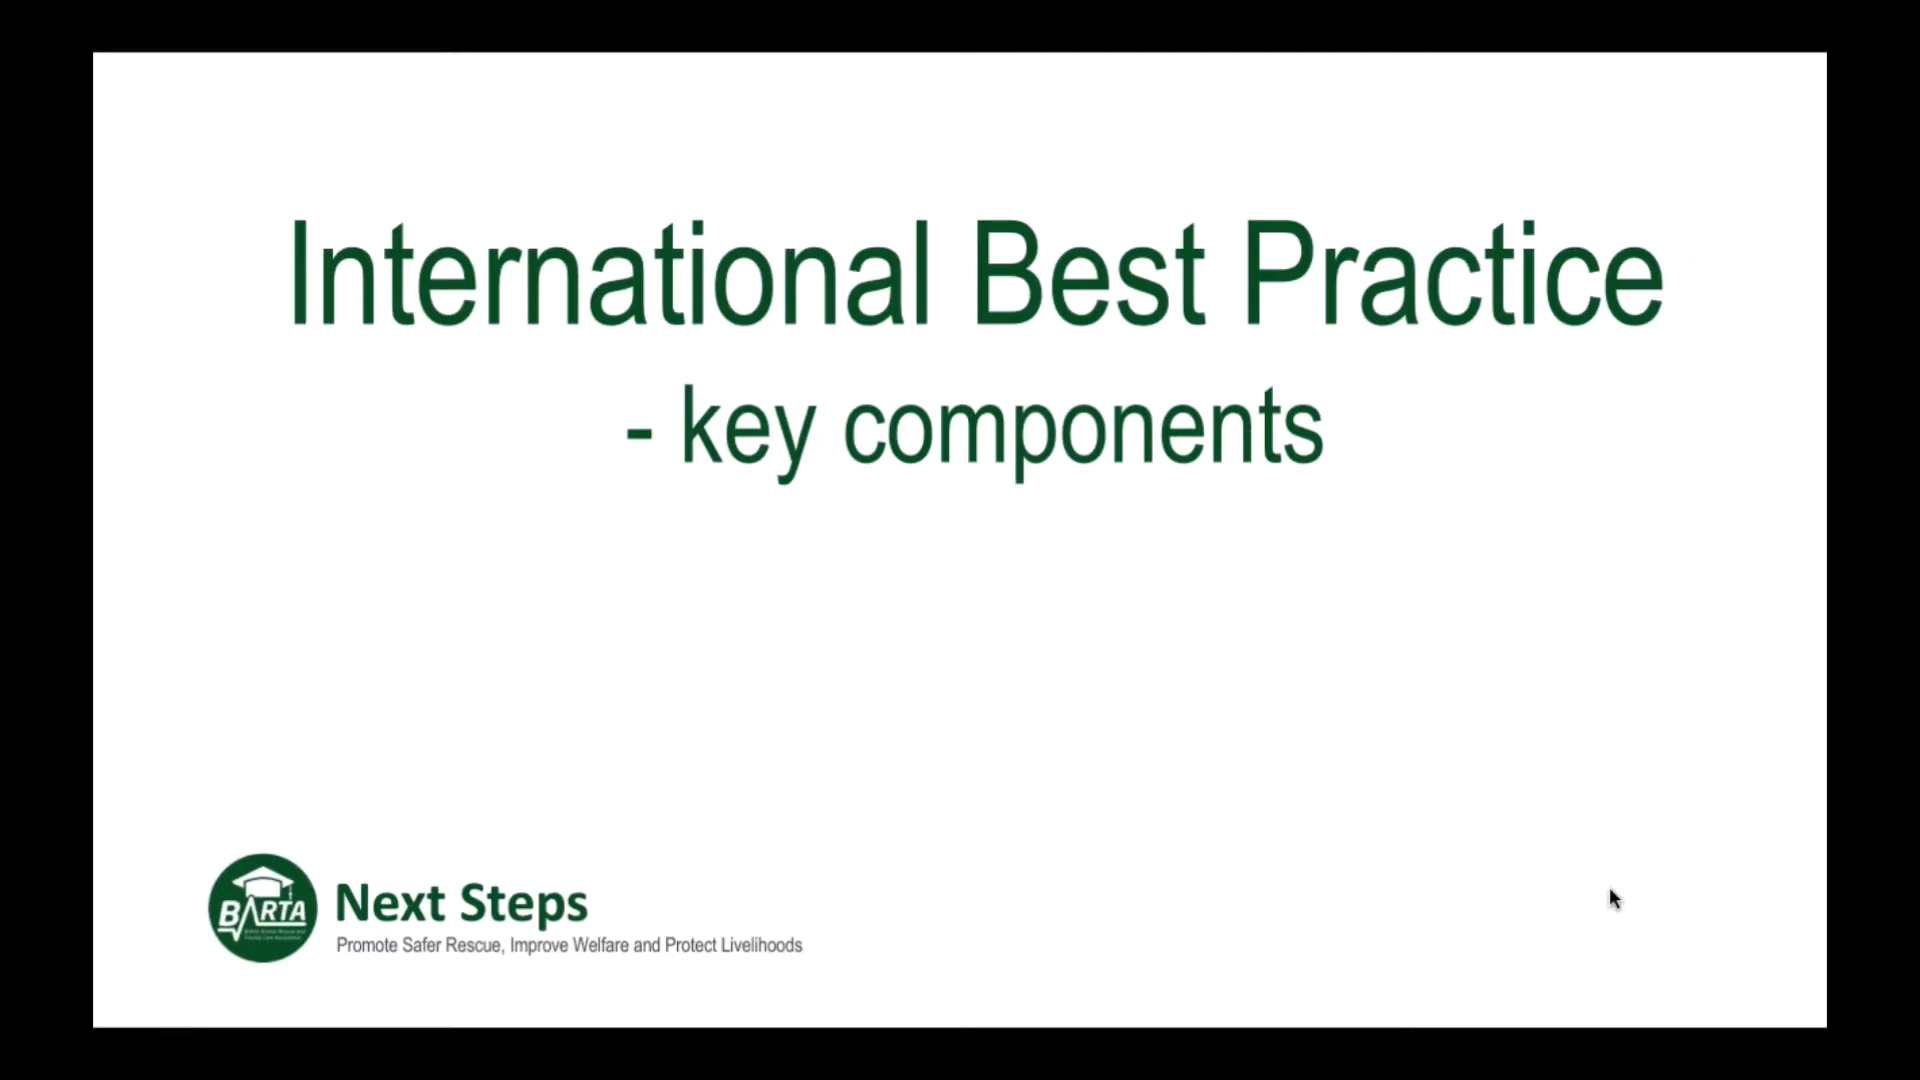 International Best Practice
- key components
BARTA
Next Steps
Promote Safer Rescue, Improve Welfare and Protect Livelihoods